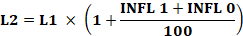 L2 = L1 × (1 + (INFL 1 + INFL 0) / 100)